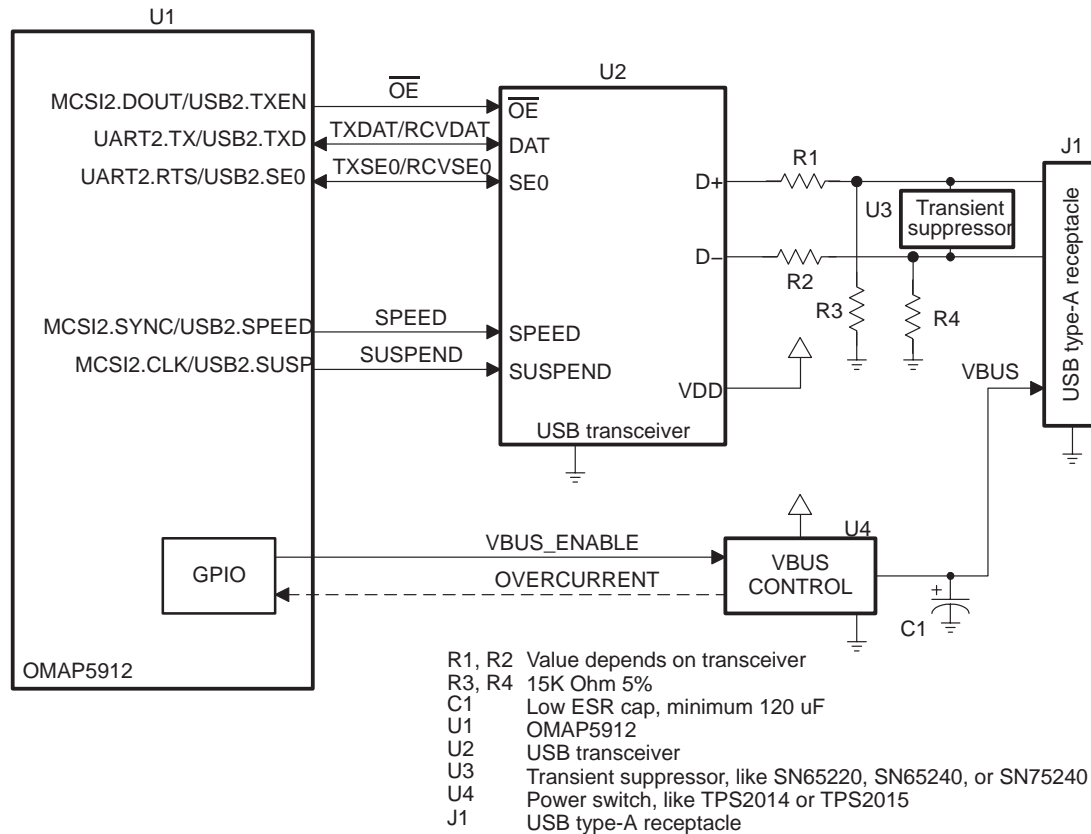 U1
MCSI2.DOUT/USB2.TXEN
UART2.TX/USB2.TXD
UART2.RTS/USB2.SE0
MCSI2.SYNC/USB2.SPEED
MCSI2.CLK/USB2.SUSP
GPIO
OMAP5912
OE
TXDAT/RCVDAT
TXSE0/RCVSE0
SPEED
SUSPEND
VBUS_ENABLE
OVERCURRENT
U2
OE
DAT
SE0
SPEED
SUSPEND
D+
D−
VDD
USB transceiver
R1
R2
R3
R4
U3
Transient
suppressor
J1
USB type-A receptacle
VBUS
U4
VBUS
CONTROL
+
C1
R1, R2 Value depends on transceiver
R3, R4 15K Ohm 5%
C1 Low ESR cap, minimum 120 uF
U1 OMAP5912
U2 USB transceiver
U3 Transient suppressor, like SN65220, SN65240, or SN75240
U4 Power switch, like TPS2014 or TPS2015
J1 USB type-A receptacle